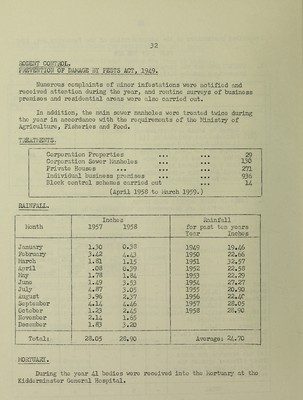 32
RODENT CONTROL.
PREVENTION OF DAMAGE BY PESTS ACT, 1949.
Numerous complaints of minor infestations were notified and
received attention during the year, and routine surveys of business
premises and residential areas were also carried out.
In addition, the main sewer manholes were treated twice during
the year in accordance with the requirements of the Ministry of
Agriculture, Fisheries and Food.
TREATMENTS.
Corporation Properties ... ... 29
Corporation Sewer Manholes ... ... 130
Private Houses ... ... ... 271
Individual business premises ... ... 936
Block control schemes carried out ... 14
(April 1958 to March 1959.)
RAINFALL.
Month Inches Rainfall
1957 1958 for past ten years
Year Inches
January 1.30 0.38 1949 19.46
February 3.42 4.43 1950 22.66
March 1.81 1.15 1951 32.57
April .08 0.39 1952 22.58
May 1.78 1.84 1953 22.29
June 1.49 3.53 1954 27.27
July 4.87 3.05 1955 20.90
August 3.96 2.37 1956
September 4.14 4.46 1957 28.05
October 1.23 2.45 1958 28.90
November 2.14 1.65
December 1.83 3.20
Total: 28.05 28.90 Average: 24.70
MORTUARY.
During the year 41 bodies were received into the Mortuary at the
Kidderminster General Hospital.